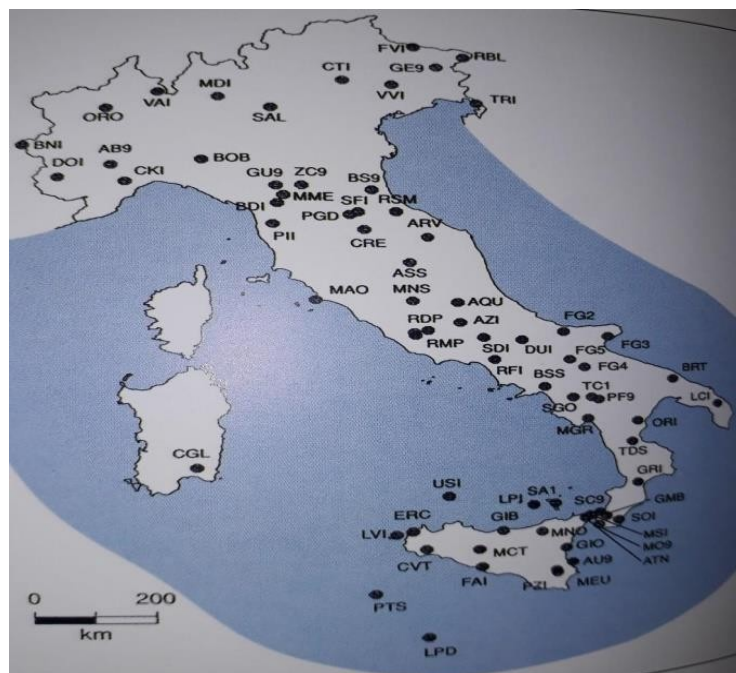 FVI
RBL
CTI
GE9
MDI
VVI
VAI
TRI
ORO
SAL
BNI
AB9
BOB
DOI
CKI
GU9
ZC9
BS9
MME
SFI
RSM
BDI
PGD
PII
CRE
ARV
ASS
MAO
MNS
AQU
RDP
AZI
FG2
RMP
FG3
SDI
DUI
FG5
RFI
BSS
FG4
BRT
TC1
PF9
LCI
SGO
MGR
ORI
TDS
CGL
GRI
USI
LPI
SA1
SC9
GMB
ERC
GIB
SOI
LVI
MNO
MSI
GIO
MO9
CVT
MCT
AU9
ATN
FAI
PZI
MEU
0 200
km
PTS
LPD